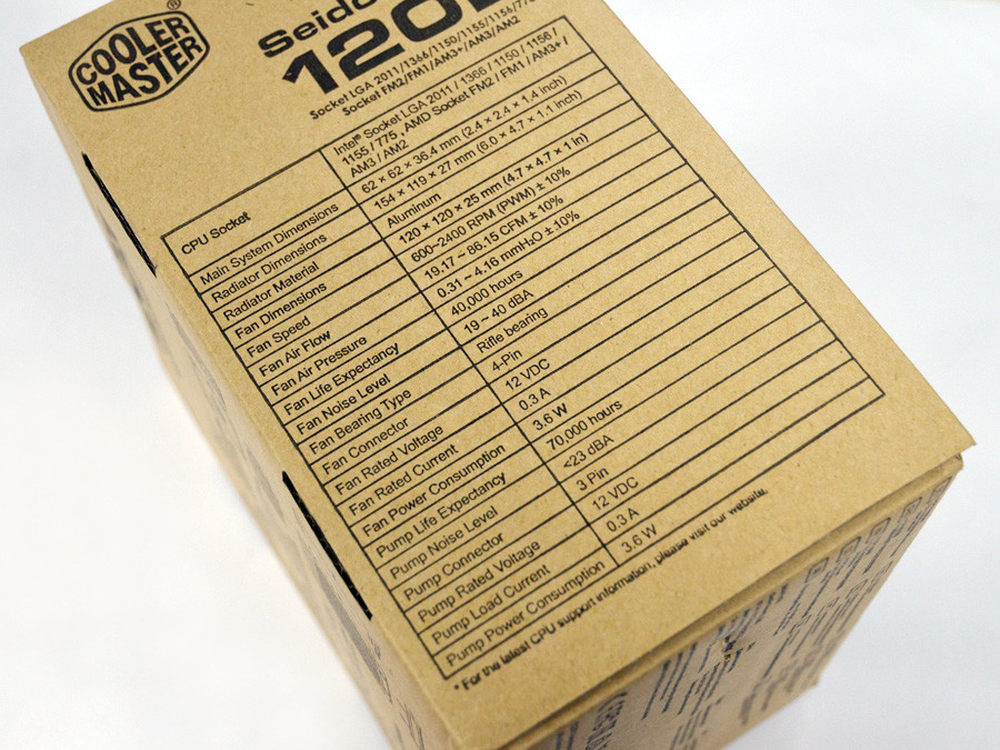 COOLER
MASTER
®
Seido
120
Socket LGA 2011/1366/1150/1155/1156/775
Socket FM2/FM1/AM3+/AM3/AM2
CPU Socket
Intel® Socket LGA 2011 / 1366 / 1150 / 1156 /
1155 / 775 , AMD Socket FM2 / FM1 / AM3+ /
AM3 / AM2
Main System Dimensions 62 × 62 × 36.4 mm (2.4 × 2.4 × 1.4 inch)
Radiator Dimensions 154 × 119 × 27 mm (6.0 × 4.7 × 1.1 inch)
Radiator Material Aluminum
Fan Dimensions 120 × 120 × 25 mm (4.7 × 4.7 × 1 in)
Fan Speed 600~2400 RPM (PWM) ± 10%
Fan Air Flow 19.17 ~ 86.15 CFM ± 10%
Fan Air Pressure 0.31 ~ 4.16 mmH₂O ± 10%
Fan Life Expectancy 40,000 hours
Fan Noise Level 19 ~ 40 dBA
Fan Bearing Type Rifle bearing
Fan Connector 4-Pin
Fan Rated Voltage 12 VDC
Fan Rated Current 0.3 A
Fan Power Consumption 3.6 W
Pump Life Expectancy 70,000 hours
Pump Noise Level <23 dBA
Pump Connector 3 Pin
Pump Rated Voltage 12 VDC
Pump Load Current 0.3 A
Pump Power Consumption 3.6 W
* For the latest CPU support information, please visit our website.